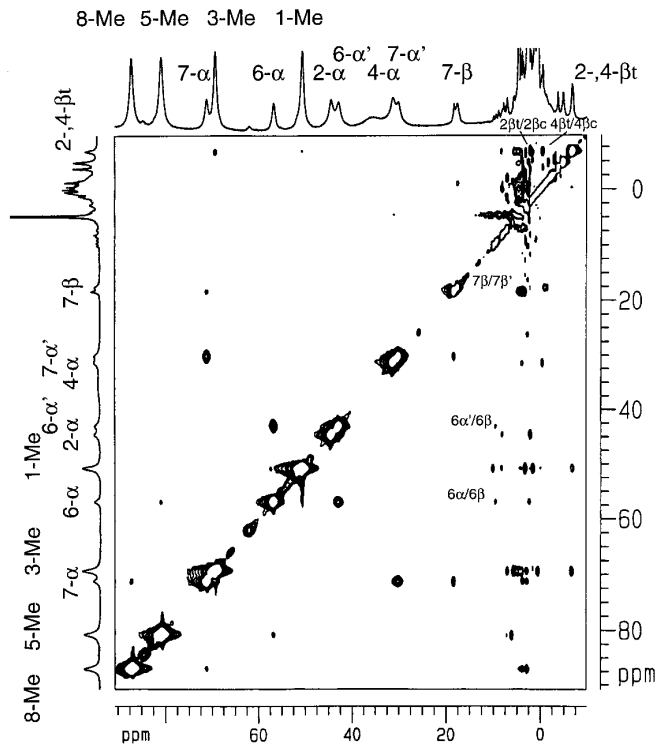 8-Me 5-Me 3-Me 1-Me
6-α' 7-α'
7-α 6-α 2-α 4-α 7-β 2-,4-βt
2βt/2βc 4βt/4βc
2-,4-βt
7-β
7-α'
4-α
6-α'
2-α
1-Me
6-α
3-Me
7-α
5-Me
8-Me
7β/7β'
6α'/6β
6α/6β
0
20
40
60
80
ppm
ppm 60 40 20 0